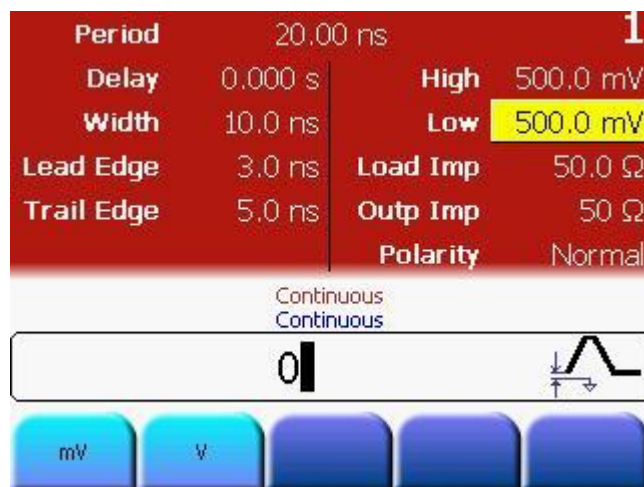 Period 20.00 ns 1
Delay 0.000 s High 500.0 mV
Width 10.0 ns Low 500.0 mV
Lead Edge 3.0 ns Load Imp 50.0 Ω
Trail Edge 5.0 ns Outp Imp 50 Ω
Polarity Normal
Continuous
Continuous
0
mV V